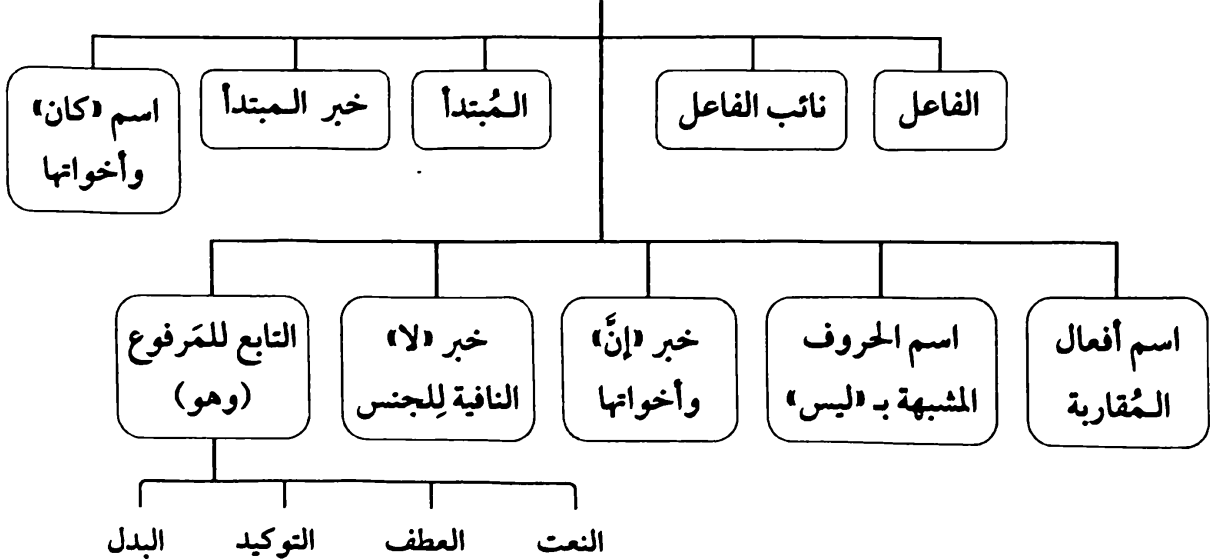 الفاعل
نائب الفاعل
المُبتدأ
خبر المبتدأ
اسم «كان»
وأخواتها
اسم أفعال
المُقاربة
اسم الحروف
المشبهة بـ «ليس»
خبر «إنَّ»
وأخواتها
خبر «لا»
النافية لِلجنس
التابع للمَرفوع
(وهو)
النعت
العطف
التوكيد
البدل